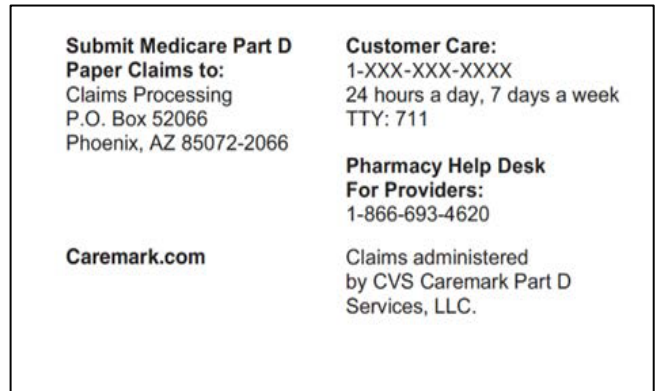 Submit Medicare Part D
Paper Claims to:
Claims Processing
P.O. Box 52066
Phoenix, AZ 85072-2066
Caremark.com
Customer Care:
1-XXX-XXX-XXXX
24 hours a day, 7 days a week
TTY: 711
Pharmacy Help Desk
For Providers:
1-866-693-4620
Claims administered
by CVS Caremark Part D
Services, LLC.